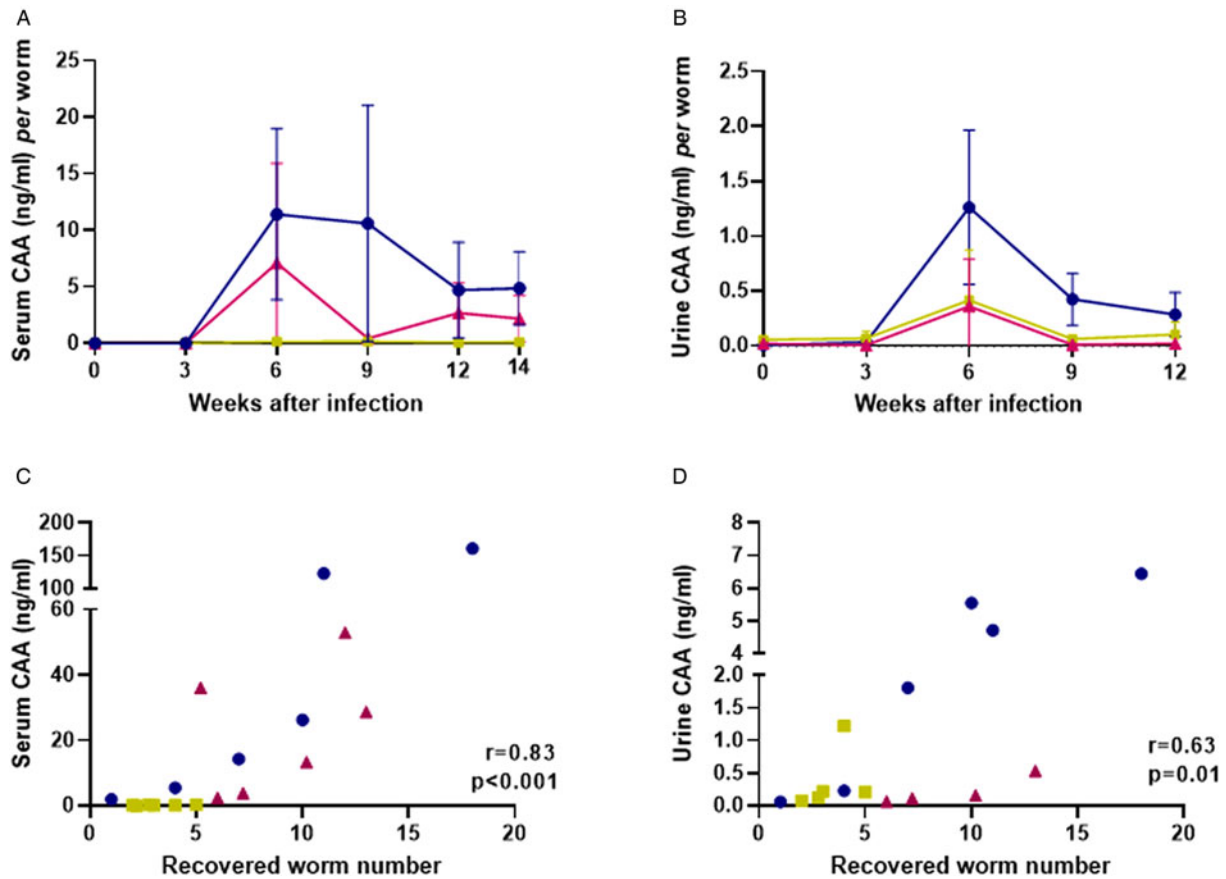 A
B
Serum CAA (ng/ml) per worm
25
20
15
10
5
0
0 3 6 9 12 14
Weeks after infection
Urine CAA (ng/ml) per worm
2.5
2.0
1.5
1.0
0.5
0.0
0 3 6 9 12
Weeks after infection
C
D
Serum CAA (ng/ml)
200
150
100
60
40
20
0
r=0.83
p<0.001
0 5 10 15 20
Recovered worm number
Urine CAA (ng/ml)
8
7
6
5
4
2.0
1.5
1.0
0.5
0.0
r=0.63
p=0.01
0 5 10 15 20
Recovered worm number